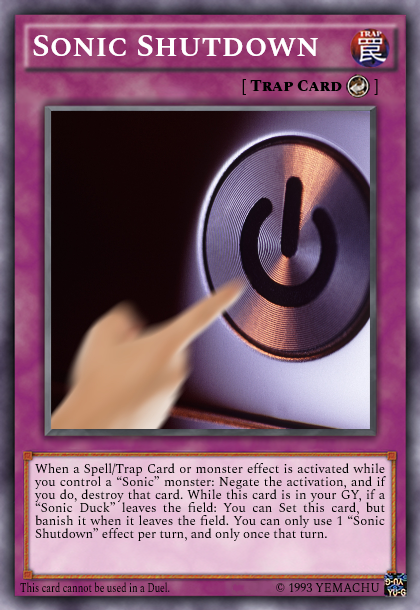 Sonic Shutdown
TRAP
罠
[ Trap Card ]
When a Spell/Trap Card or monster effect is activated while
you control a “Sonic” monster: Negate the activation, and if
you do, destroy that card. While this card is in your GY, if a
“Sonic Duck” leaves the field: You can Set this card, but
banish it when it leaves the field. You can only use 1 “Sonic
Shutdown” effect per turn, and only once that turn.
This card cannot be used in a Duel.
© 1993 YEMACHU